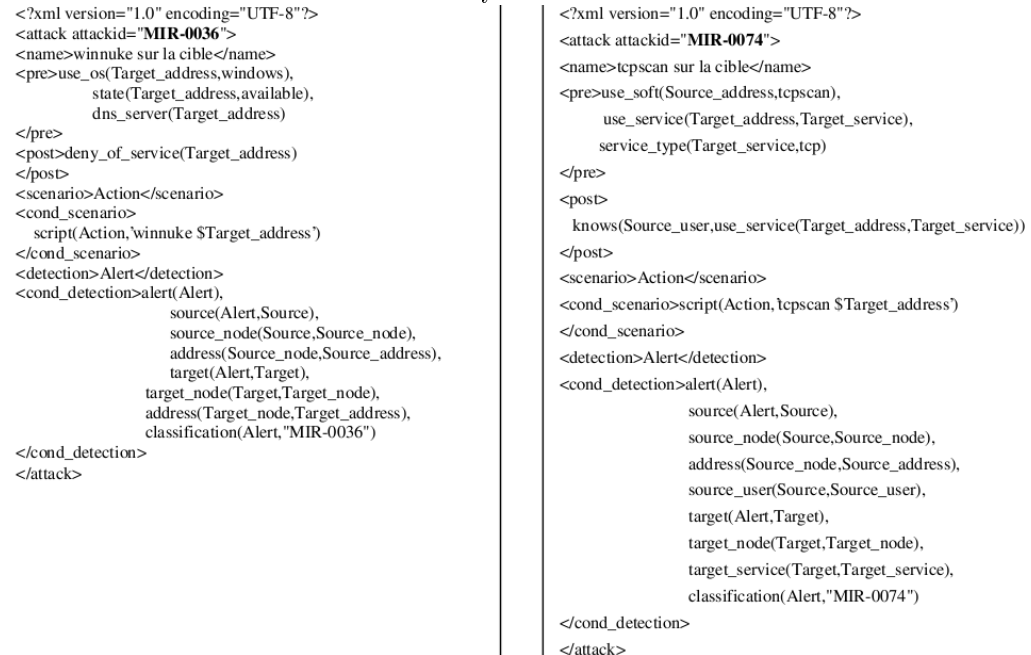 <?xml version="1.0" encoding="UTF-8"?>
<attack attackid="MIR-0036">
<name>winnuke sur la cible</name>
<pre>use_os(Target_address,windows),
state(Target_address,available),
dns_server(Target_address)
</pre>
<post>deny_of_service(Target_address)
</post>
<scenario>Action</scenario>
<cond_scenario>
script(Action,'winnuke $Target_address')
</cond_scenario>
<detection>Alert</detection>
<cond_detection>alert(Alert),
source(Alert,Source),
source_node(Source,Source_node),
address(Source_node,Source_address),
target(Alert,Target),
target_node(Target,Target_node),
address(Target_node,Target_address),
classification(Alert,"MIR-0036")
</cond_detection>
</attack>
<?xml version="1.0" encoding="UTF-8"?>
<attack attackid="MIR-0074">
<name>tcpscan sur la cible</name>
<pre>use_soft(Source_address,tcpscan),
use_service(Target_address,Target_service),
service_type(Target_service,tcp)
</pre>
<post>
knows(Source_user,use_service(Target_address,Target_service))
</post>
<scenario>Action</scenario>
<cond_scenario>script(Action,'tcpscan $Target_address')
</cond_scenario>
<detection>Alert</detection>
<cond_detection>alert(Alert),
source(Alert,Source),
source_node(Source,Source_node),
address(Source_node,Source_address),
source_user(Source,Source_user),
target(Alert,Target),
target_node(Target,Target_node),
target_service(Target,Target_service),
classification(Alert,"MIR-0074")
</cond_detection>
</attack>